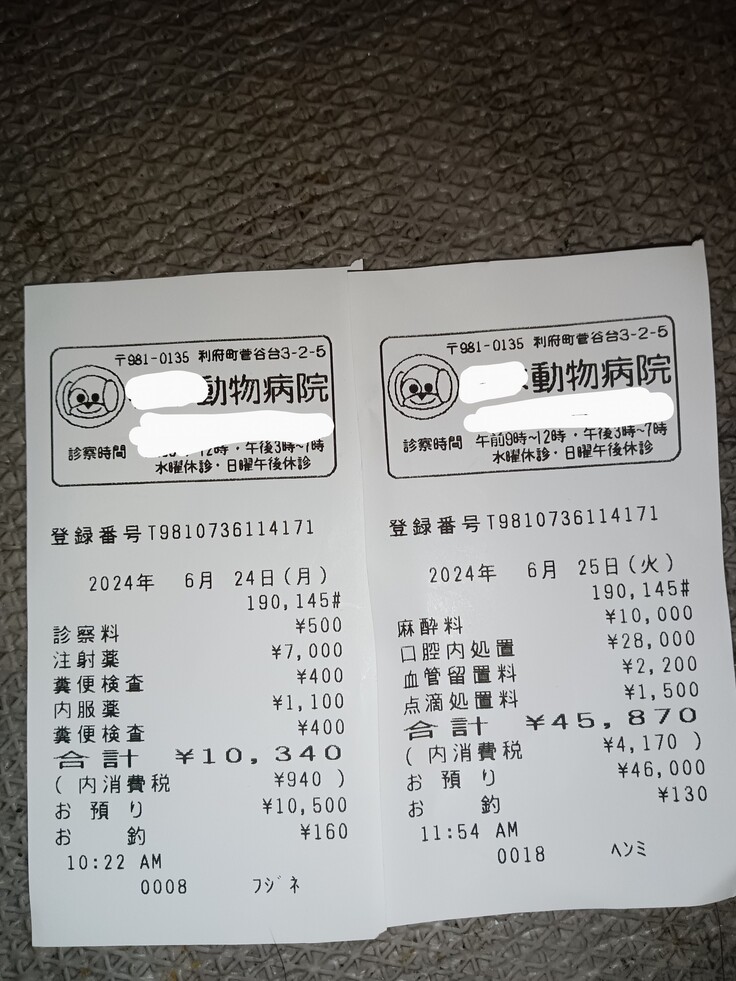 〒981-0135 利府町菅谷台3-2-5
動物病院
診察時間 12時・午後3時~7時
水曜休診・日曜午後休診
登録番号T9810736114171
2024年 6月 24日(月)
190,145#
診察料 ¥500
注射薬 ¥7,000
糞便検査 ¥400
内服薬 ¥1,100
糞便検査 ¥400
合計 ¥10,340
(内消費税 ¥940)
お預り ¥10,500
お 釣 ¥160
10:22 AM
0008 フジネ
〒981-0135 利府町菅谷台3-2-5
動物病院
診察時間 午前9時~12時・午後3時~7時
水曜休診・日曜午後休診
登録番号T9810736114171
2024年 6月 25日(火)
190,145#
麻酔料 ¥10,000
口腔内処置 ¥28,000
血管留置料 ¥2,200
点滴処置料 ¥1,500
合計 ¥45,870
(内消費税 ¥4,170)
お預り ¥46,000
お 釣 ¥130
11:54 AM
0018 ヘンミ